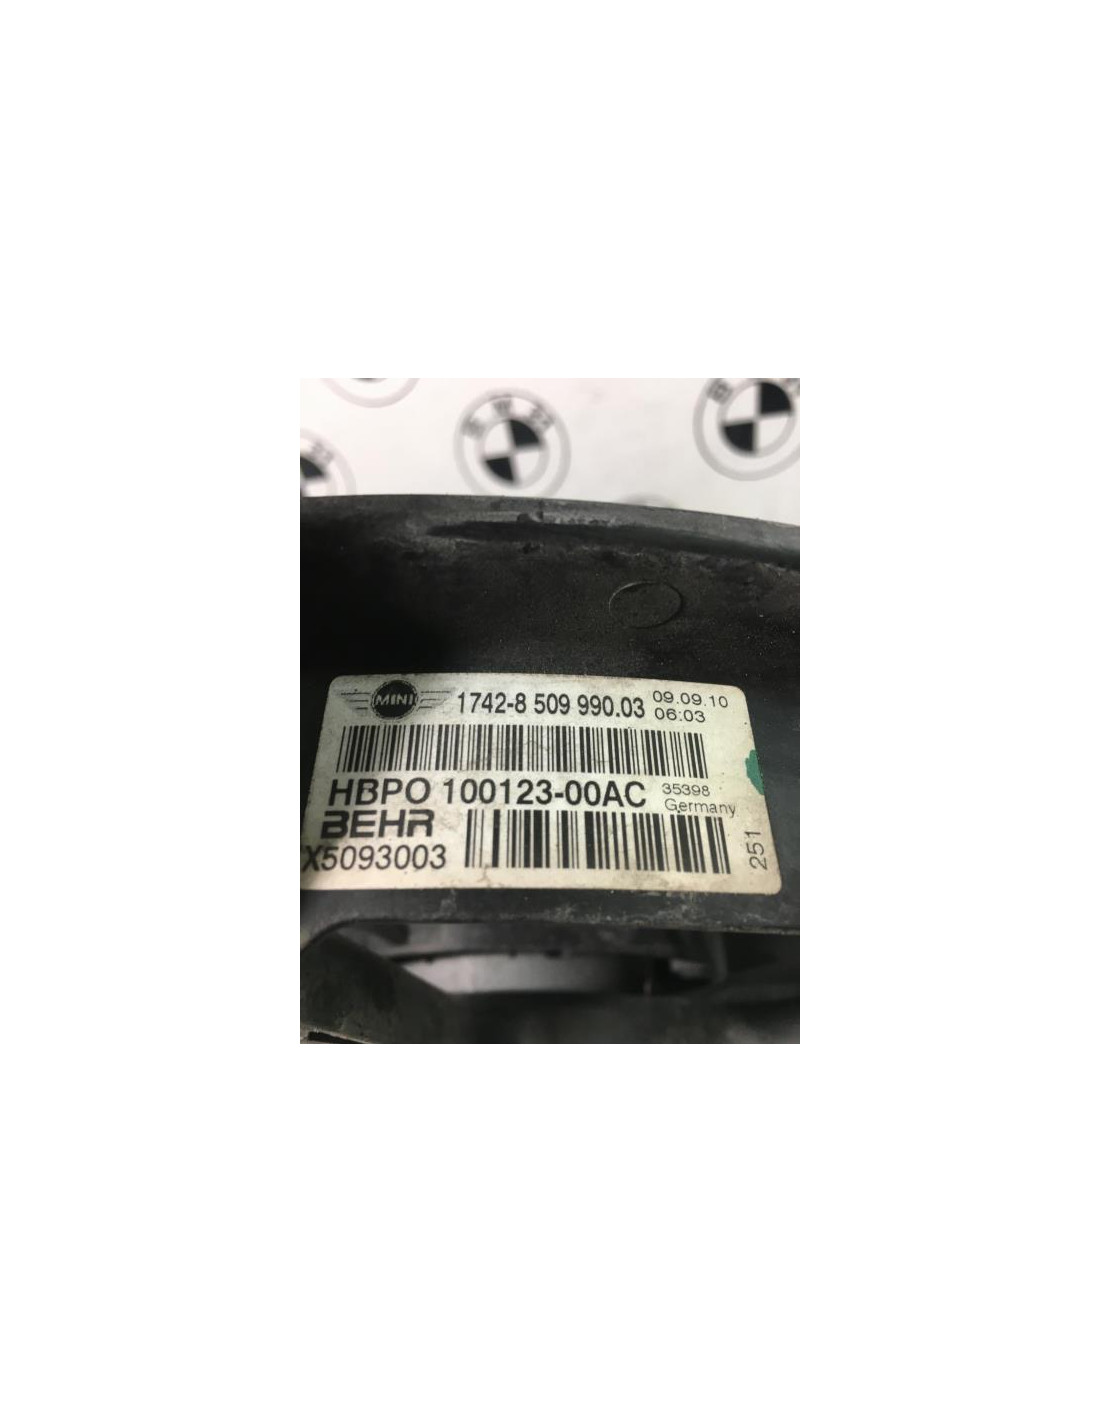 MINI 1742-8 509 990.03 09.09.10
06:03
HBPO 100123-00AC 35398
Germany
BEHR
X5093003
251